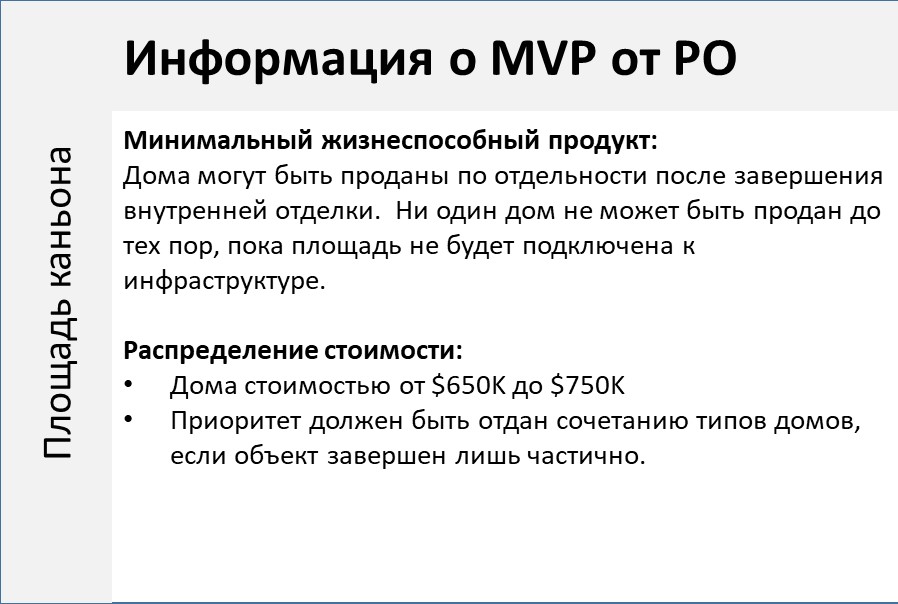 Информация о MVP от PO
Площадь каньона
Минимальный жизнеспособный продукт:
Дома могут быть проданы по отдельности после завершения
внутренней отделки.  Ни один дом не может быть продан до
тех пор, пока площадь не будет подключена к
инфраструктуре.
Распределение стоимости:
• Дома стоимостью от $650K до $750K
• Приоритет должен быть отдан сочетанию типов домов,
если объект завершен лишь частично.